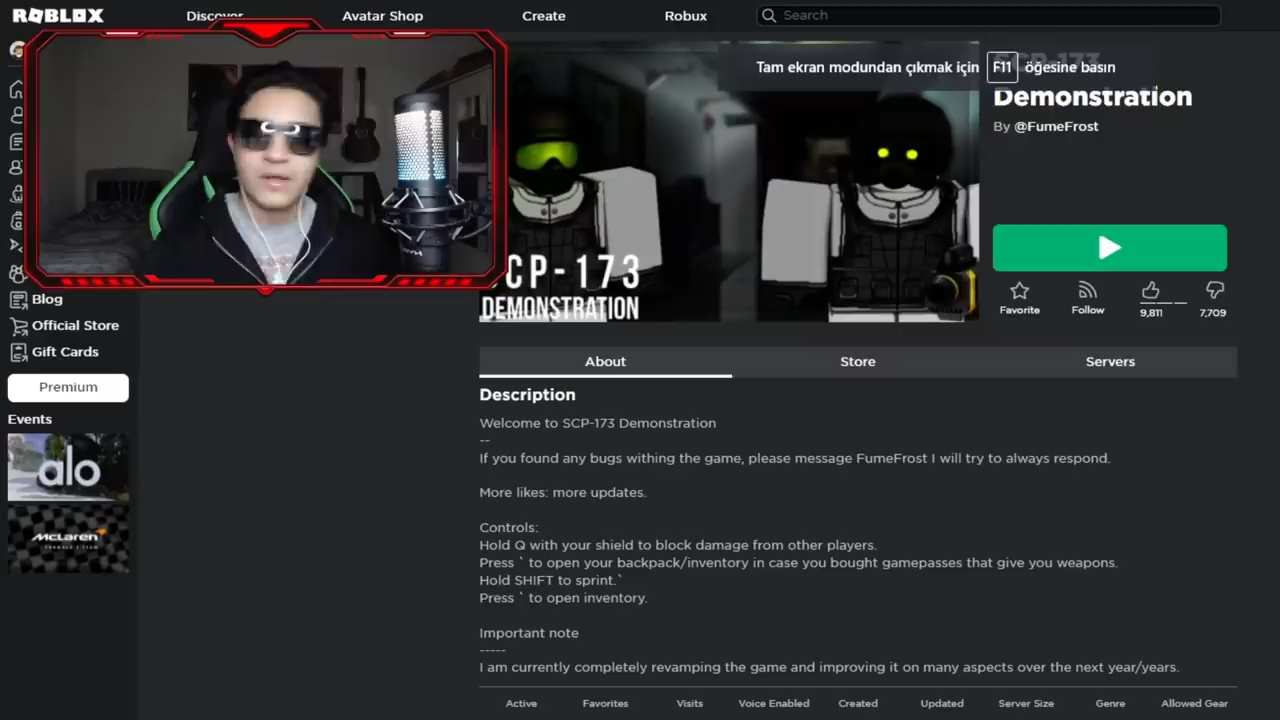 ROBLOX
Discover
Avatar Shop
Create
Robux
Search
Tam ekran modundan çıkmak için F11 öğesine basın
SCP-173
Demonstration
By @FumeFrost
CP-173
DEMONSTRATION
Favorite
Follow
9,811
7,709
Blog
Official Store
Gift Cards
Premium
Events
alo
McLaren
FORMULA 1 TEAM
About
Store
Servers
Description
Welcome to SCP-173 Demonstration
--
If you found any bugs withing the game, please message FumeFrost I will try to always respond.
More likes: more updates.
Controls:
Hold Q with your shield to block damage from other players.
Press ` to open your backpack/inventory in case you bought gamepasses that give you weapons.
Hold SHIFT to sprint.`
Press ` to open inventory.
Important note
-----
I am currently completely revamping the game and improving it on many aspects over the next year/years.
Active
Favorites
Visits
Voice Enabled
Created
Updated
Server Size
Genre
Allowed Gear